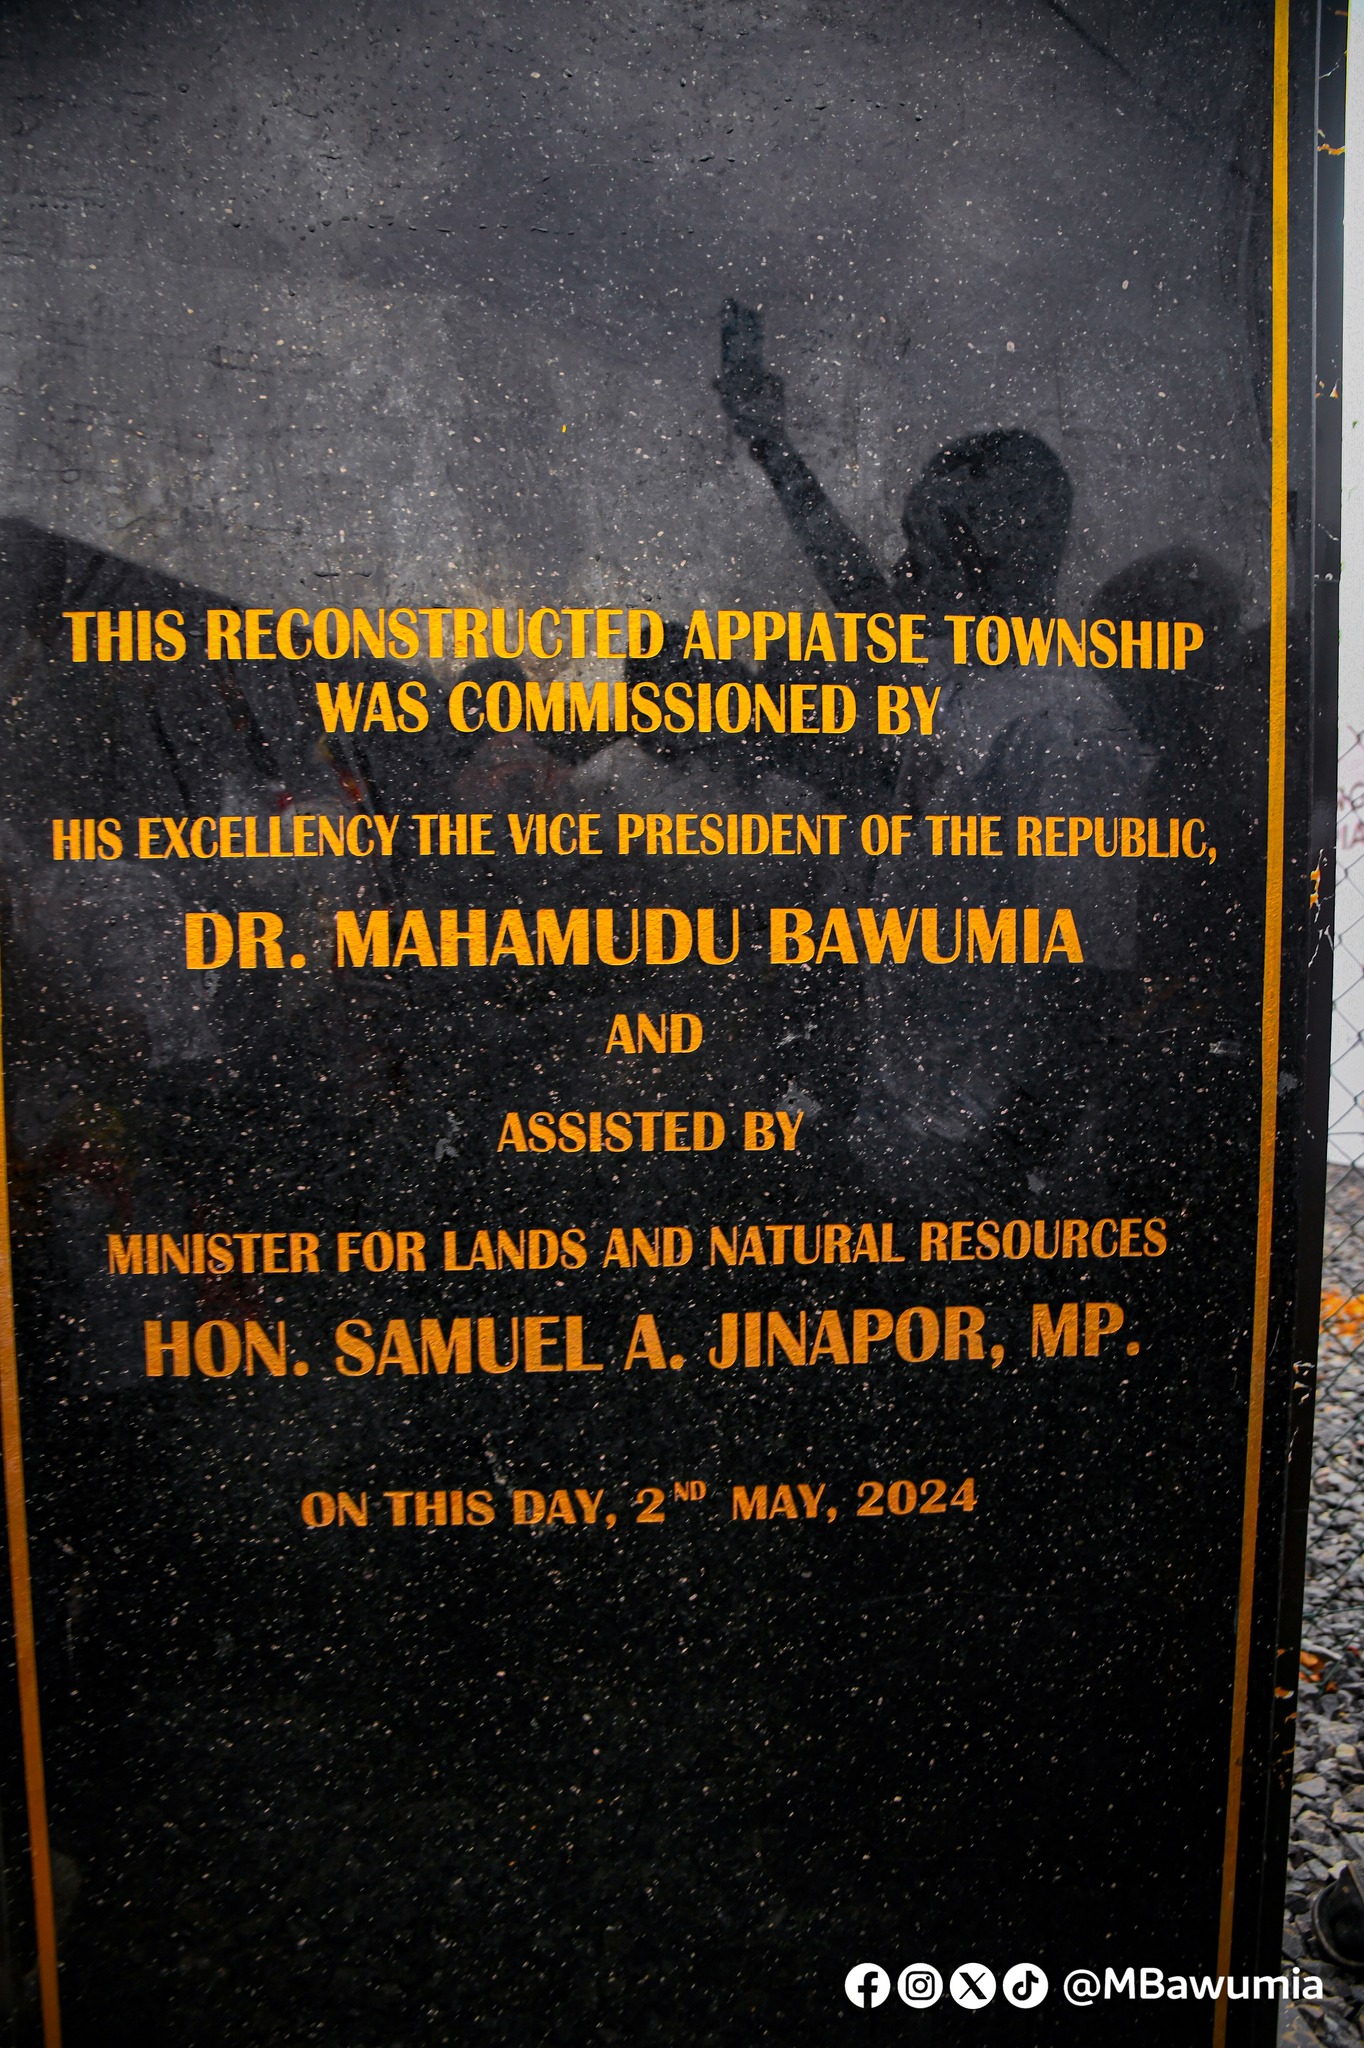 THIS RECONSTRUCTED APPIATSE TOWNSHIP
WAS COMMISSIONED BY
HIS EXCELLENCY THE VICE PRESIDENT OF THE REPUBLIC,
DR. MAHAMUDU BAWUMIA
AND
ASSISTED BY
MINISTER FOR LANDS AND NATURAL RESOURCES
HON. SAMUEL A. JINAPOR, MP.
ON THIS DAY, 2ND MAY, 2024
@MBawumia